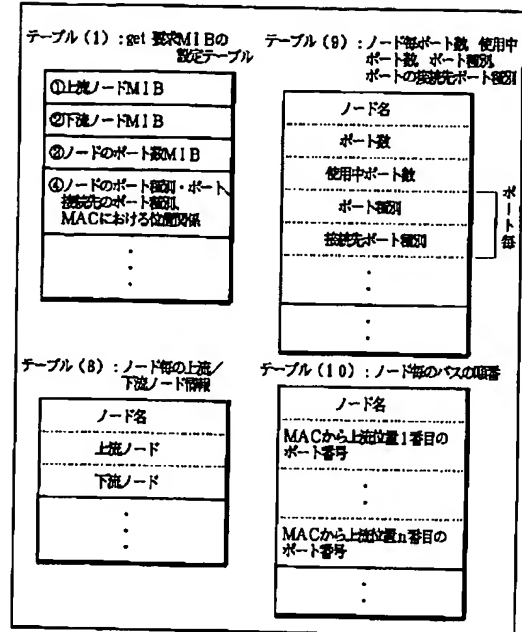 テーブル（１）：get 要求ＭＩＢの
設定テーブル
①上流ノードＭＩＢ
②下流ノードＭＩＢ
③ノードのポート数ＭＩＢ
④ノードのポート種別・ポート、
接続先のポート種別、
ＭＡＣにおける位置関係
テーブル（９）：ノード毎ポート数 使用中
ポート数 ポート種別
ポートの接続先ポート種別
ノード名
ポート数
使用中ポート数
ポート種別
接続先ポート種別
ポート毎
テーブル（８）：ノード毎の上流／
下流ノード情報
ノード名
上流ノード
下流ノード
テーブル（１０）：ノード毎のパスの順番
ノード名
ＭＡＣから上流位置１番目の
ポート番号
ＭＡＣから上流位置ｎ番目の
ポート番号